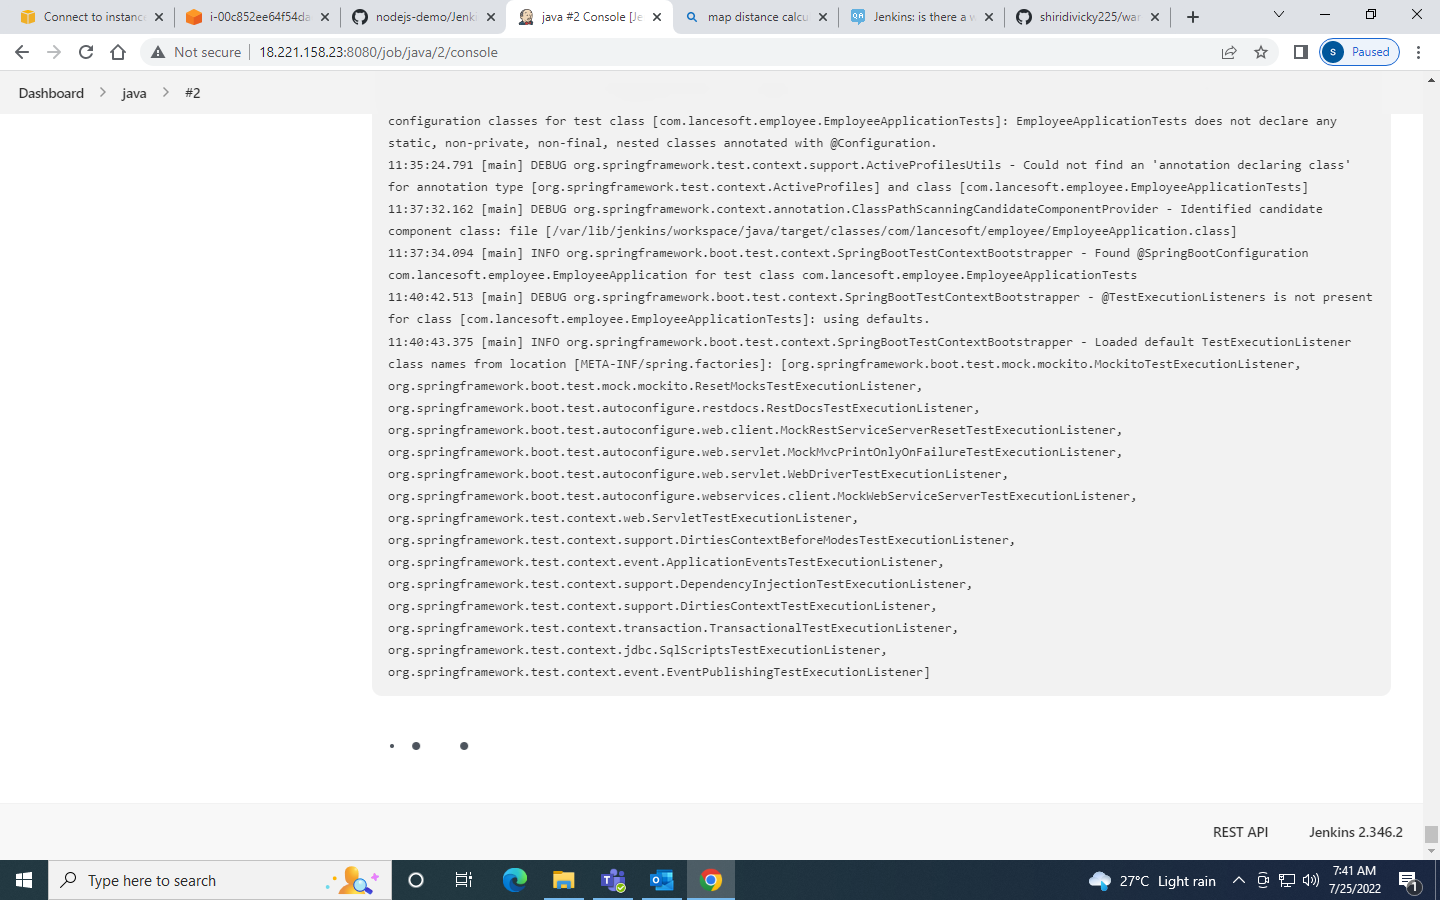 Connect to instance
i-00c852ee64f54da
nodejs-demo/Jenki
java #2 Console [Je
map distance calcu
Jenkins: is there a w
shiridivicky225/war
Not secure
18.221.158.23:8080/job/java/2/console
s
Paused
Dashboard
java
#2
configuration classes for test class [com.lancesoft.employee.EmployeeApplicationTests]: EmployeeApplicationTests does not declare any
static, non-private, non-final, nested classes annotated with @Configuration.
11:35:24.791 [main] DEBUG org.springframework.test.context.support.ActiveProfilesUtils - Could not find an 'annotation declaring class'
for annotation type [org.springframework.test.context.ActiveProfiles] and class [com.lancesoft.employee.EmployeeApplicationTests]
11:37:32.162 [main] DEBUG org.springframework.context.annotation.ClassPathScanningCandidateComponentProvider - Identified candidate
component class: file [/var/lib/jenkins/workspace/java/target/classes/com/lancesoft/employee/EmployeeApplication.class]
11:37:34.094 [main] INFO org.springframework.boot.test.context.SpringBootTestContextBootstrapper - Found @SpringBootConfiguration
com.lancesoft.employee.EmployeeApplication for test class com.lancesoft.employee.EmployeeApplicationTests
11:40:42.513 [main] DEBUG org.springframework.boot.test.context.SpringBootTestContextBootstrapper - @TestExecutionListeners is not present
for class [com.lancesoft.employee.EmployeeApplicationTests]: using defaults.
11:40:43.375 [main] INFO org.springframework.boot.test.context.SpringBootTestContextBootstrapper - Loaded default TestExecutionListener
class names from location [META-INF/spring.factories]: [org.springframework.boot.test.mock.mockito.MockitoTestExecutionListener,
org.springframework.boot.test.mock.mockito.ResetMocksTestExecutionListener,
org.springframework.boot.test.autoconfigure.restdocs.RestDocsTestExecutionListener,
org.springframework.boot.test.autoconfigure.web.client.MockRestServiceServerResetTestExecutionListener,
org.springframework.boot.test.autoconfigure.web.servlet.MockMvcPrintOnlyOnFailureTestExecutionListener,
org.springframework.boot.test.autoconfigure.web.servlet.WebDriverTestExecutionListener,
org.springframework.boot.test.autoconfigure.webservices.client.MockWebServiceServerTestExecutionListener,
org.springframework.test.context.web.ServletTestExecutionListener,
org.springframework.test.context.support.DirtiesContextBeforeModesTestExecutionListener,
org.springframework.test.context.event.ApplicationEventsTestExecutionListener,
org.springframework.test.context.support.DependencyInjectionTestExecutionListener,
org.springframework.test.context.support.DirtiesContextTestExecutionListener,
org.springframework.test.context.transaction.TransactionalTestExecutionListener,
org.springframework.test.context.jdbc.SqlScriptsTestExecutionListener,
org.springframework.test.context.event.EventPublishingTestExecutionListener]
REST API
Jenkins 2.346.2
Type here to search
27°C Light rain
7:41 AM
7/25/2022
1